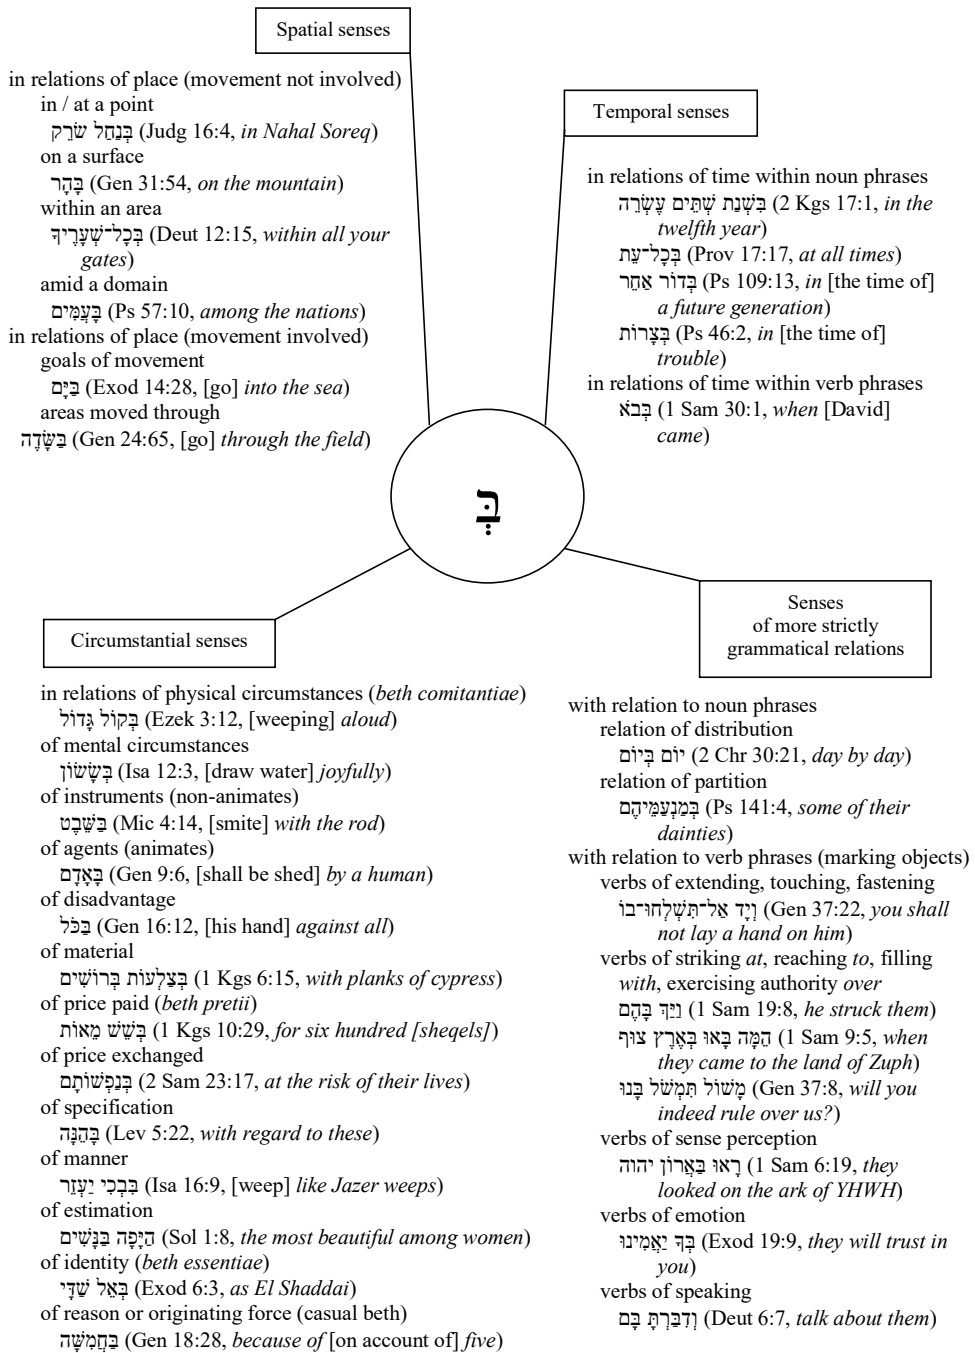 Spatial senses
in relations of place (movement not involved)
in / at a point
בְּנַחַל שֹׂרֵק (Judg 16:4, in Nahal Soreq)
on a surface
בָּהָר (Gen 31:54, on the mountain)
within an area
בְּכָל־שְׁעָרֶיךָ (Deut 12:15, within all your
gates)
amid a domain
בָּעַמִּים (Ps 57:10, among the nations)
in relations of place (movement involved)
goals of movement
בַּיָּם (Exod 14:28, [go] into the sea)
areas moved through
בַּשָּׂדֶה (Gen 24:65, [go] through the field)
Temporal senses
in relations of time within noun phrases
בִּשְׁנַת שְׁתֵּים עֶשְׂרֵה (2 Kgs 17:1, in the
twelfth year)
בְּכָל־עֵת (Prov 17:17, at all times)
בְּדוֹר אַחֵר (Ps 109:13, in [the time of]
a future generation)
בְּצָרוֹת (Ps 46:2, in [the time of]
trouble)
in relations of time within verb phrases
בְּבֹא (1 Sam 30:1, when [David]
came)
בְּ
Circumstantial senses
in relations of physical circumstances (beth comitantiae)
בְּקוֹל גָּדוֹל (Ezek 3:12, [weeping] aloud)
of mental circumstances
בְּשָׂשׂוֹן (Isa 12:3, [draw water] joyfully)
of instruments (non-animates)
בַּשֵּׁבֶט (Mic 4:14, [smite] with the rod)
of agents (animates)
בָּאָדָם (Gen 9:6, [shall be shed] by a human)
of disadvantage
בַּכֹּל (Gen 16:12, [his hand] against all)
of material
בְּצַלְעוֹת בְּרוֹשִׁים (1 Kgs 6:15, with planks of cypress)
of price paid (beth pretii)
בְּשֵׁשׁ מֵאוֹת (1 Kgs 10:29, for six hundred [sheqels])
of price exchanged
בְּנַפְשׁוֹתָם (2 Sam 23:17, at the risk of their lives)
of specification
בָּהֵנָּה (Lev 5:22, with regard to these)
of manner
בִּבְכִי יַעְזֵר (Isa 16:9, [weep] like Jazer weeps)
of estimation
הַיָּפָה בַּנָּשִׁים (Sol 1:8, the most beautiful among women)
of identity (beth essentiae)
בְּאֵל שַׁדָּי (Exod 6:3, as El Shaddai)
of reason or originating force (casual beth)
בַּחֲמִשָּׁה (Gen 18:28, because of [on account of] five)
Senses
of more strictly
grammatical relations
with relation to noun phrases
relation of distribution
יוֹם בְּיוֹם (2 Chr 30:21, day by day)
relation of partition
בְּמַנְעַמֵּיהֶם (Ps 141:4, some of their
dainties)
with relation to verb phrases (marking objects)
verbs of extending, touching, fastening
וְיָד אַל־תִּשְׁלְחוּ־בוֹ (Gen 37:22, you shall
not lay a hand on him)
verbs of striking at, reaching to, filling
with, exercising authority over
וַיַּךְ בָּהֶם (1 Sam 19:8, he struck them)
הֵמָּה בָּאוּ בְּאֶרֶץ צוּף (1 Sam 9:5, when
they came to the land of Zuph)
מָשׁוֹל תִּמְשֹׁל בָּנוּ (Gen 37:8, will you
indeed rule over us?)
verbs of sense perception
רָאוּ בַּאֲרוֹן יהוה (1 Sam 6:19, they
looked on the ark of YHWH)
verbs of emotion
בְּךָ יַאֲמִינוּ (Exod 19:9, they will trust in
you)
verbs of speaking
וְדִבַּרְתָּ בָּם (Deut 6:7, talk about them)